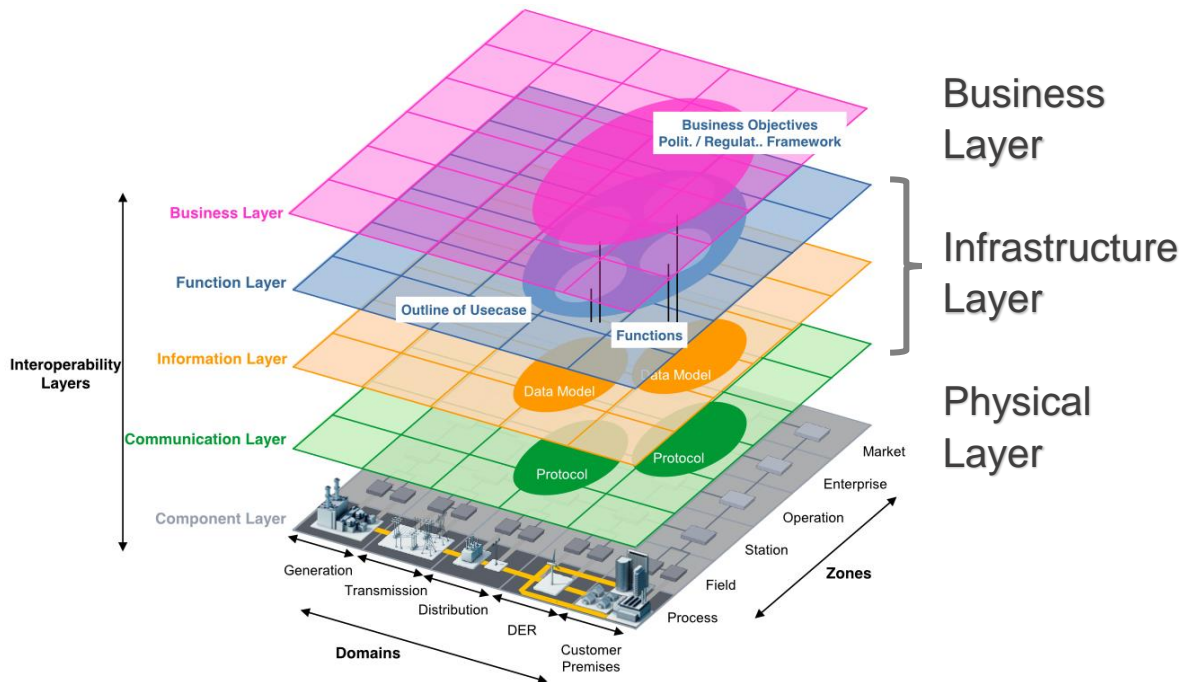 Business
Layer
Business Objectives
Polit. / Regulat.. Framework
Business Layer
Infrastructure
Layer
Function Layer
Outline of Usecase
Functions
Interoperability
Layers
Information Layer
Data Model
Data Model
Physical
Layer
Communication Layer
Protocol
Protocol
Market
Enterprise
Component Layer
Operation
Station
Zones
Generation
Field
Transmission
Process
Distribution
DER
Domains
Customer
Premises